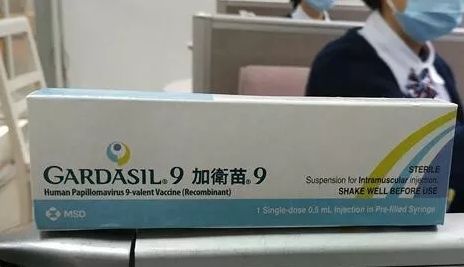 GARDASIL® 9 加衛苗® 9
Human Papillomavirus 9-valent Vaccine (Recombinant)
STERILE
Suspension for Intramuscular injection.
SHAKE WELL BEFORE USE
MSD
1 Single-dose 0.5 mL Injection in Pre-filled Syringe